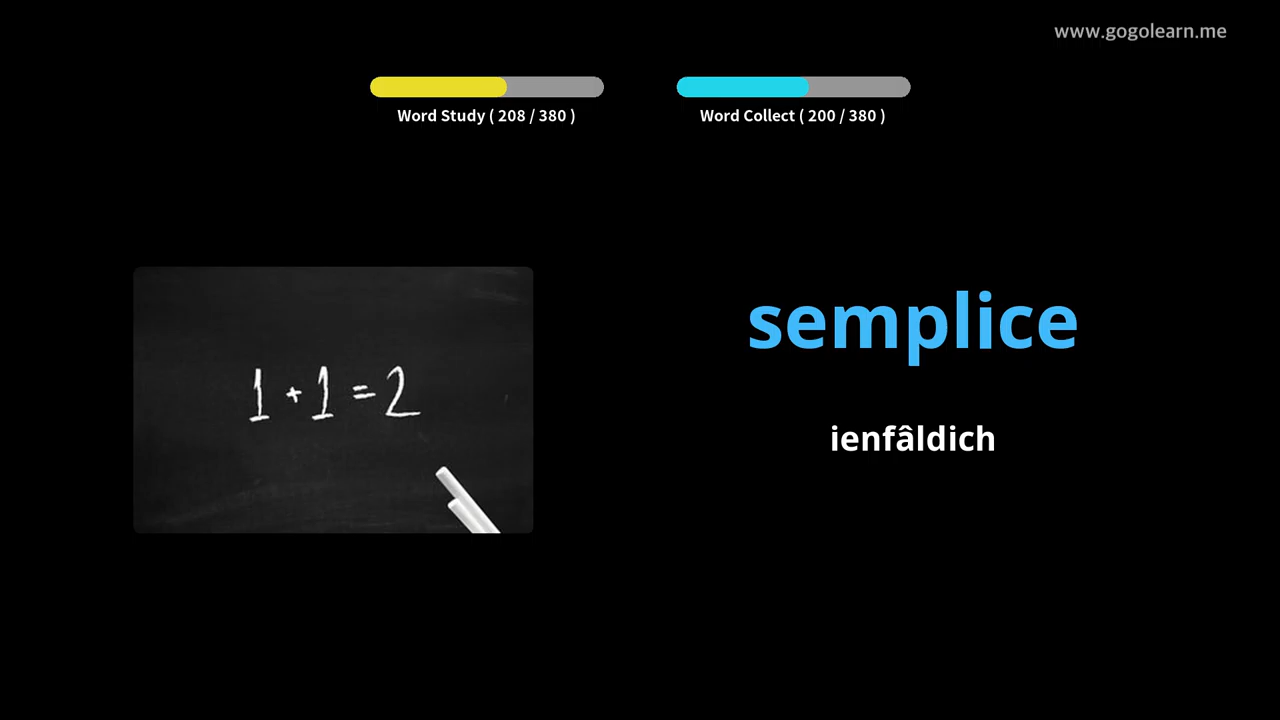 www.gogolearn.me
Word Study ( 208 / 380 )
Word Collect ( 200 / 380 )
1 + 1 = 2
semplice
ienfâldich